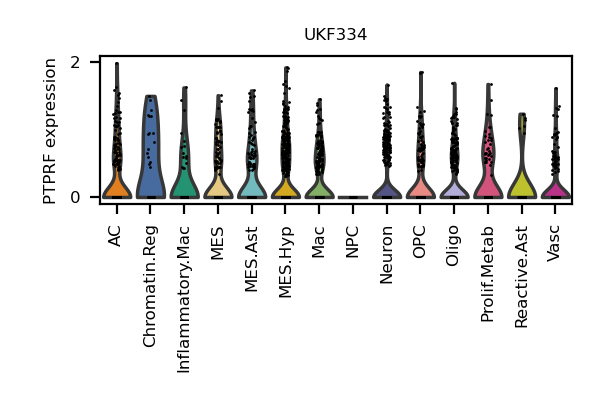 UKF334
PTPRF expression
2
0
AC
Chromatin.Reg
Inflammatory.Mac
MES
MES.Ast
MES.Hyp
Mac
NPC
Neuron
OPC
Oligo
Prolif.Metab
Reactive.Ast
Vasc